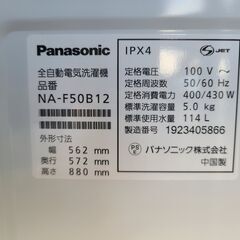 Panasonic
全自動電気洗濯機
品番
NA-F50B12
外形寸法
幅 562 mm
奥行 572 mm
高さ 880 mm
IPX4
JET
定格電圧 100 V～
定格周波数 50/60 Hz
定格消費電力 400/430 W
標準洗濯容量 5.0 kg
標準使用水量 114 L
製造番号 1923405866
PS E
パナソニック株式会社
中国製